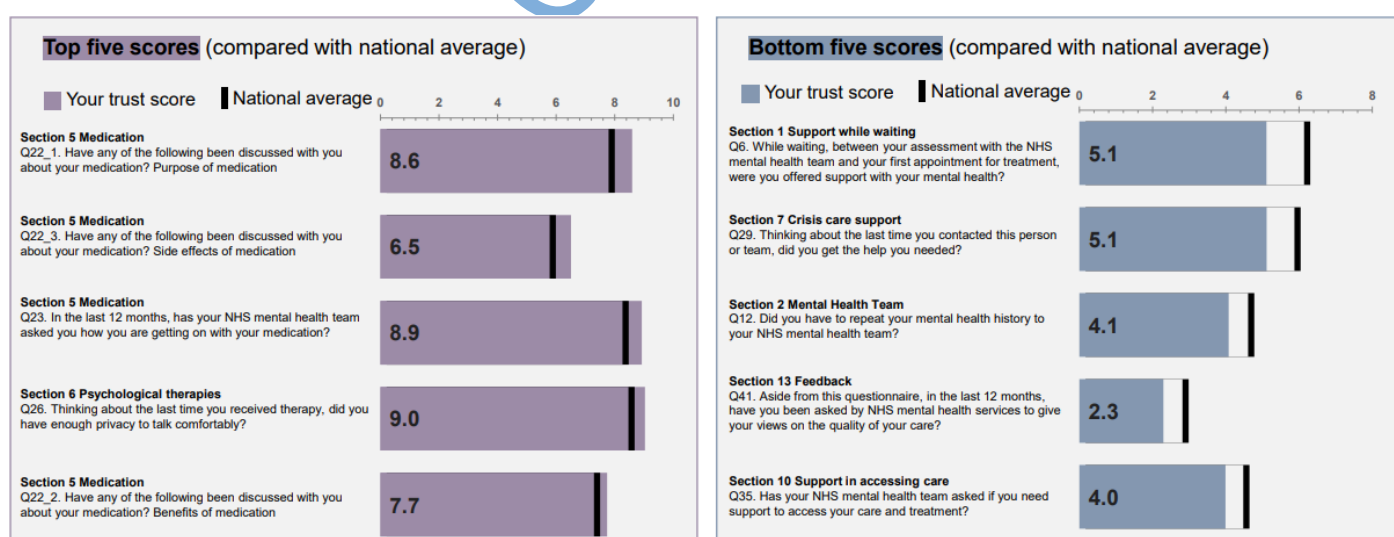 Top five scores (compared with national average)
Your trust score National average
0 2 4 6 8 10
Section 5 Medication
Q22_1. Have any of the following been discussed with you
about your medication? Purpose of medication
8.6
Section 5 Medication
Q22_3. Have any of the following been discussed with you
about your medication? Side effects of medication
6.5
Section 5 Medication
Q23. In the last 12 months, has your NHS mental health team
asked you how you are getting on with your medication?
8.9
Section 6 Psychological therapies
Q26. Thinking about the last time you received therapy, did you
have enough privacy to talk comfortably?
9.0
Section 5 Medication
Q22_2. Have any of the following been discussed with you
about your medication? Benefits of medication
7.7
Bottom five scores (compared with national average)
Your trust score National average
0 2 4 6 8
Section 1 Support while waiting
Q6. While waiting, between your assessment with the NHS
mental health team and your first appointment for treatment,
were you offered support with your mental health?
5.1
Section 7 Crisis care support
Q29. Thinking about the last time you contacted this person
or team, did you get the help you needed?
5.1
Section 2 Mental Health Team
Q12. Did you have to repeat your mental health history to
your NHS mental health team?
4.1
Section 13 Feedback
Q41. Aside from this questionnaire, in the last 12 months,
have you been asked by NHS mental health services to give
your views on the quality of your care?
2.3
Section 10 Support in accessing care
Q35. Has your NHS mental health team asked if you need
support to access your care and treatment?
4.0